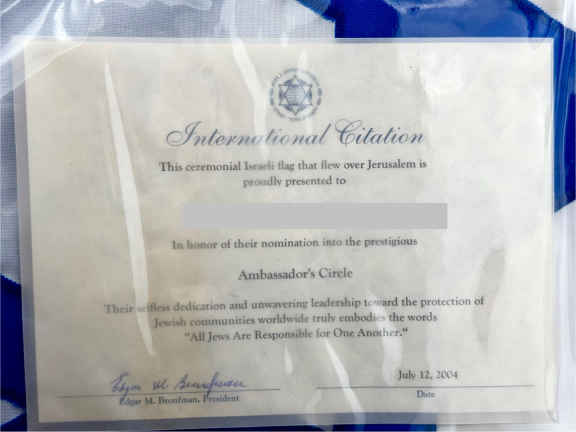 International Citation
This ceremonial Israeli flag that flew over Jerusalem is
proudly presented to
In honor of their nomination into the prestigious
Ambassador's Circle
Their selfless dedication and unwavering leadership toward the protection of
Jewish communities worldwide truly embodies the words
"All Jews Are Responsible for One Another."
Edgar M. Bronfman
Edgar M. Bronfman, President
July 12, 2004
Date